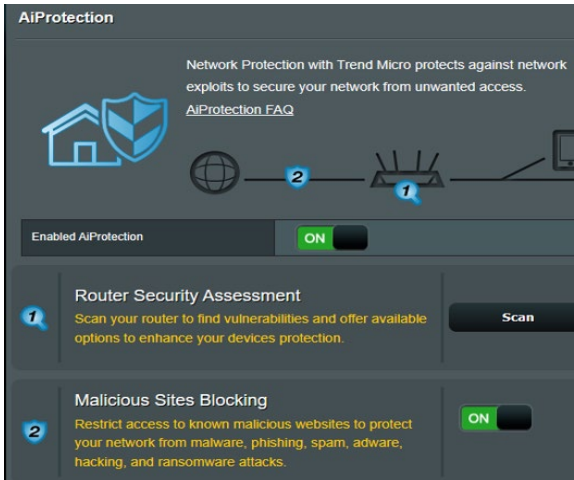 AiProtection
Network Protection with Trend Micro protects against network
exploits to secure your network from unwanted access.
AiProtection FAQ
2
1
Enabled AiProtection
ON
1
Router Security Assessment
Scan your router to find vulnerabilities and offer available
options to enhance your devices protection.
Scan
2
Malicious Sites Blocking
Restrict access to known malicious websites to protect
your network from malware, phishing, spam, adware,
hacking, and ransomware attacks.
ON